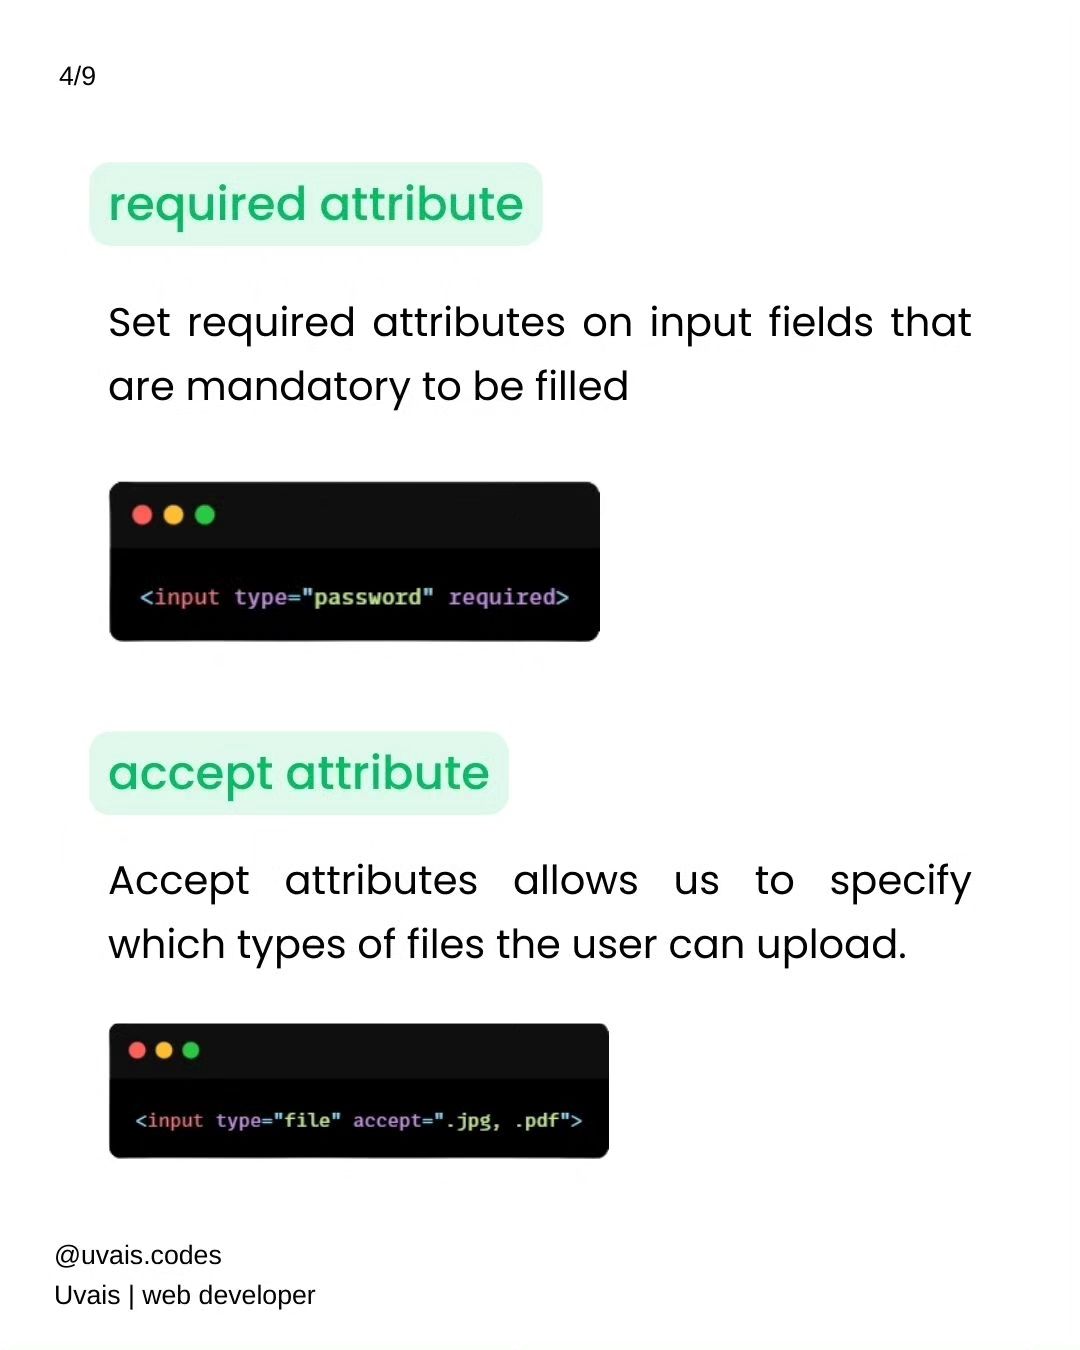 4/9
required attribute
Set required attributes on input fields that
are mandatory to be filled
<input type="password" required>
accept attribute
Accept attributes allows us to specify
which types of files the user can upload.
<input type="file" accept=".jpg, .pdf">
@uvais.codes
Uvais | web developer